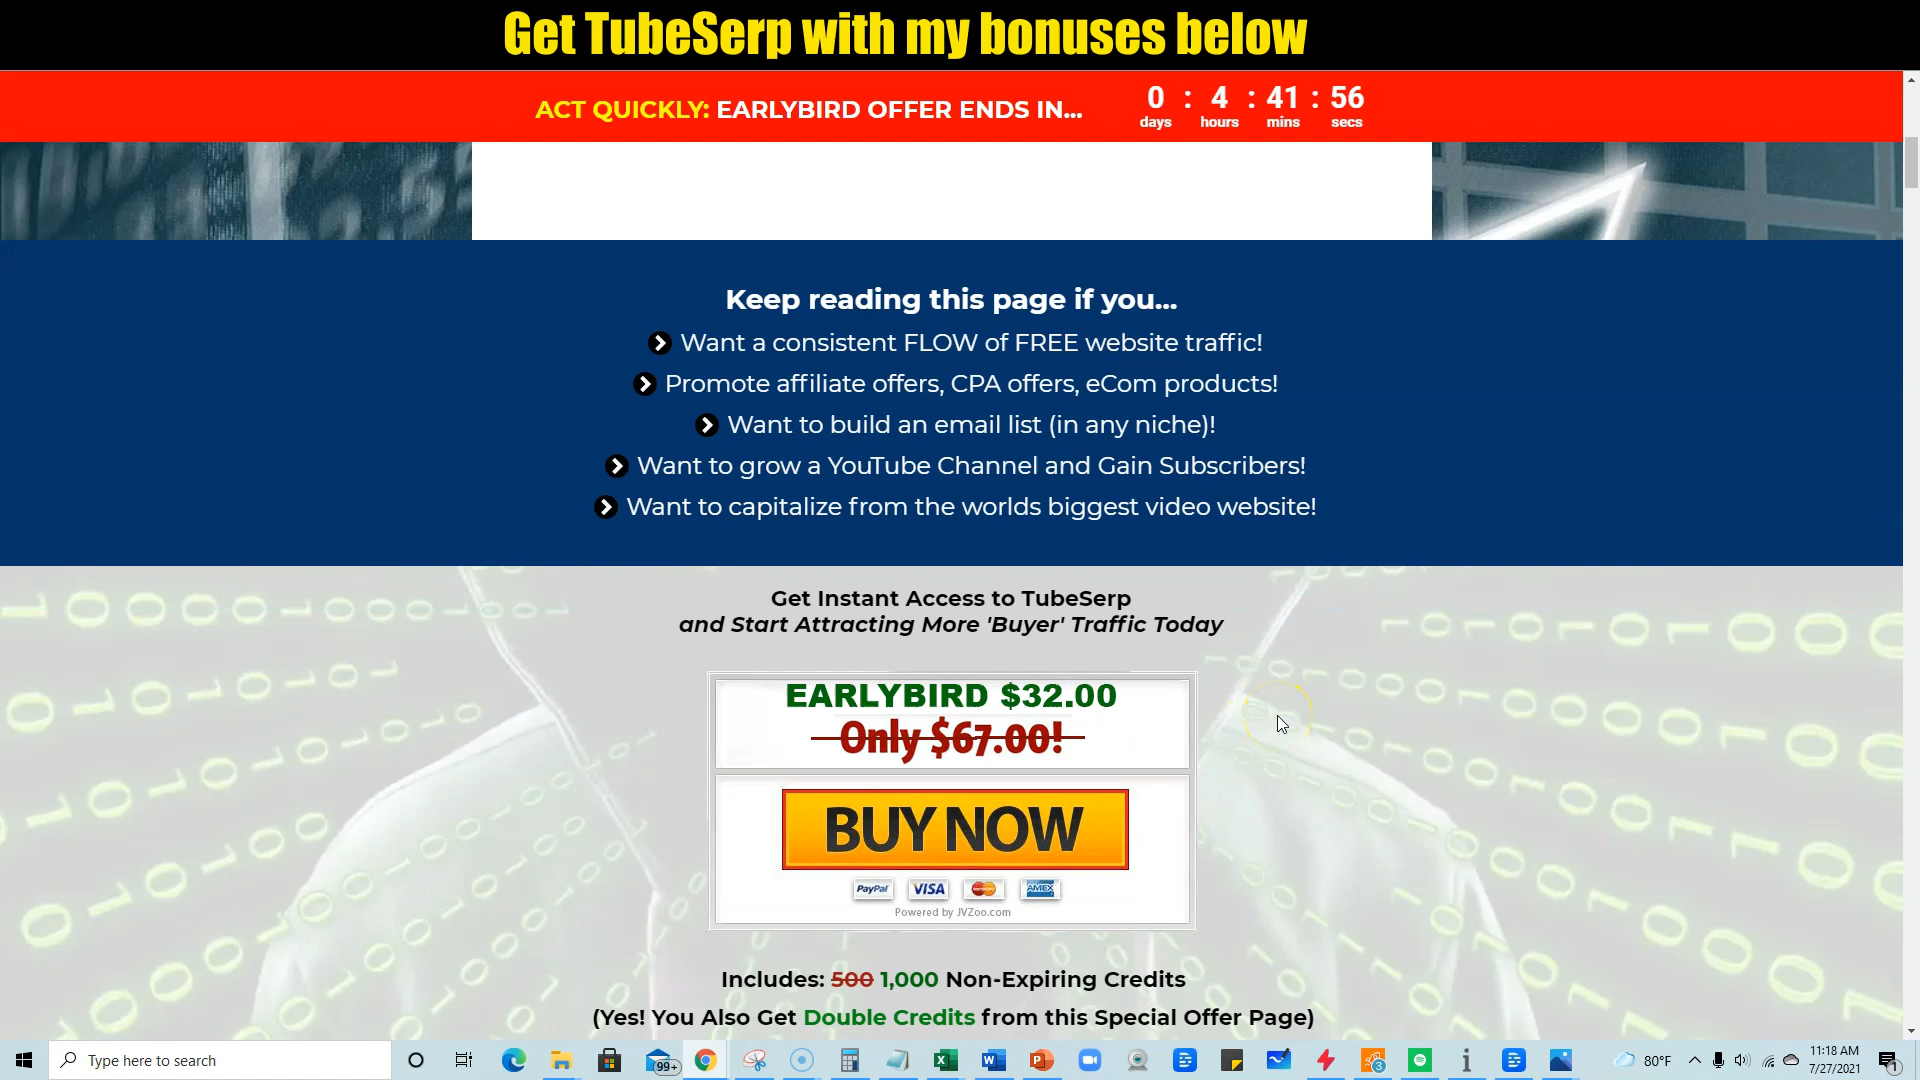 Get TubeSerp with my bonuses below
ACT QUICKLY: EARLYBIRD OFFER ENDS IN...
0 : 4 : 41 : 56
days hours mins secs
Keep reading this page if you...
Want a consistent FLOW of FREE website traffic!
Promote affiliate offers, CPA offers, eCom products!
Want to build an email list (in any niche)!
Want to grow a YouTube Channel and Gain Subscribers!
Want to capitalize from the worlds biggest video website!
Get Instant Access to TubeSerp
and Start Attracting More 'Buyer' Traffic Today
EARLYBIRD $32.00
Only $67.00!
BUY NOW
PayPal VISA MasterCard AMEX
Powered by JVZoo.com
Includes: 500 1,000 Non-Expiring Credits
(Yes! You Also Get Double Credits from this Special Offer Page)
Type here to search
99+
3
80°F
11:18 AM
7/27/2021
1